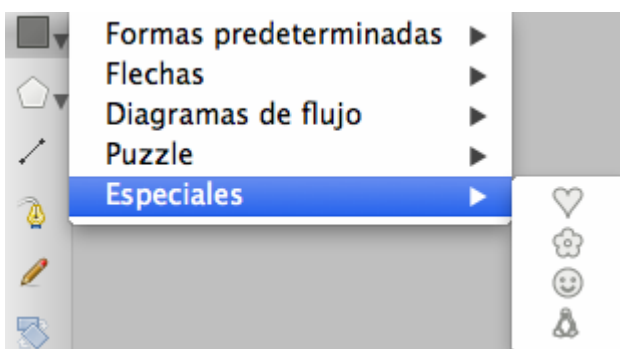 Formas predeterminadas
Flechas
Diagramas de flujo
Puzzle
Especiales